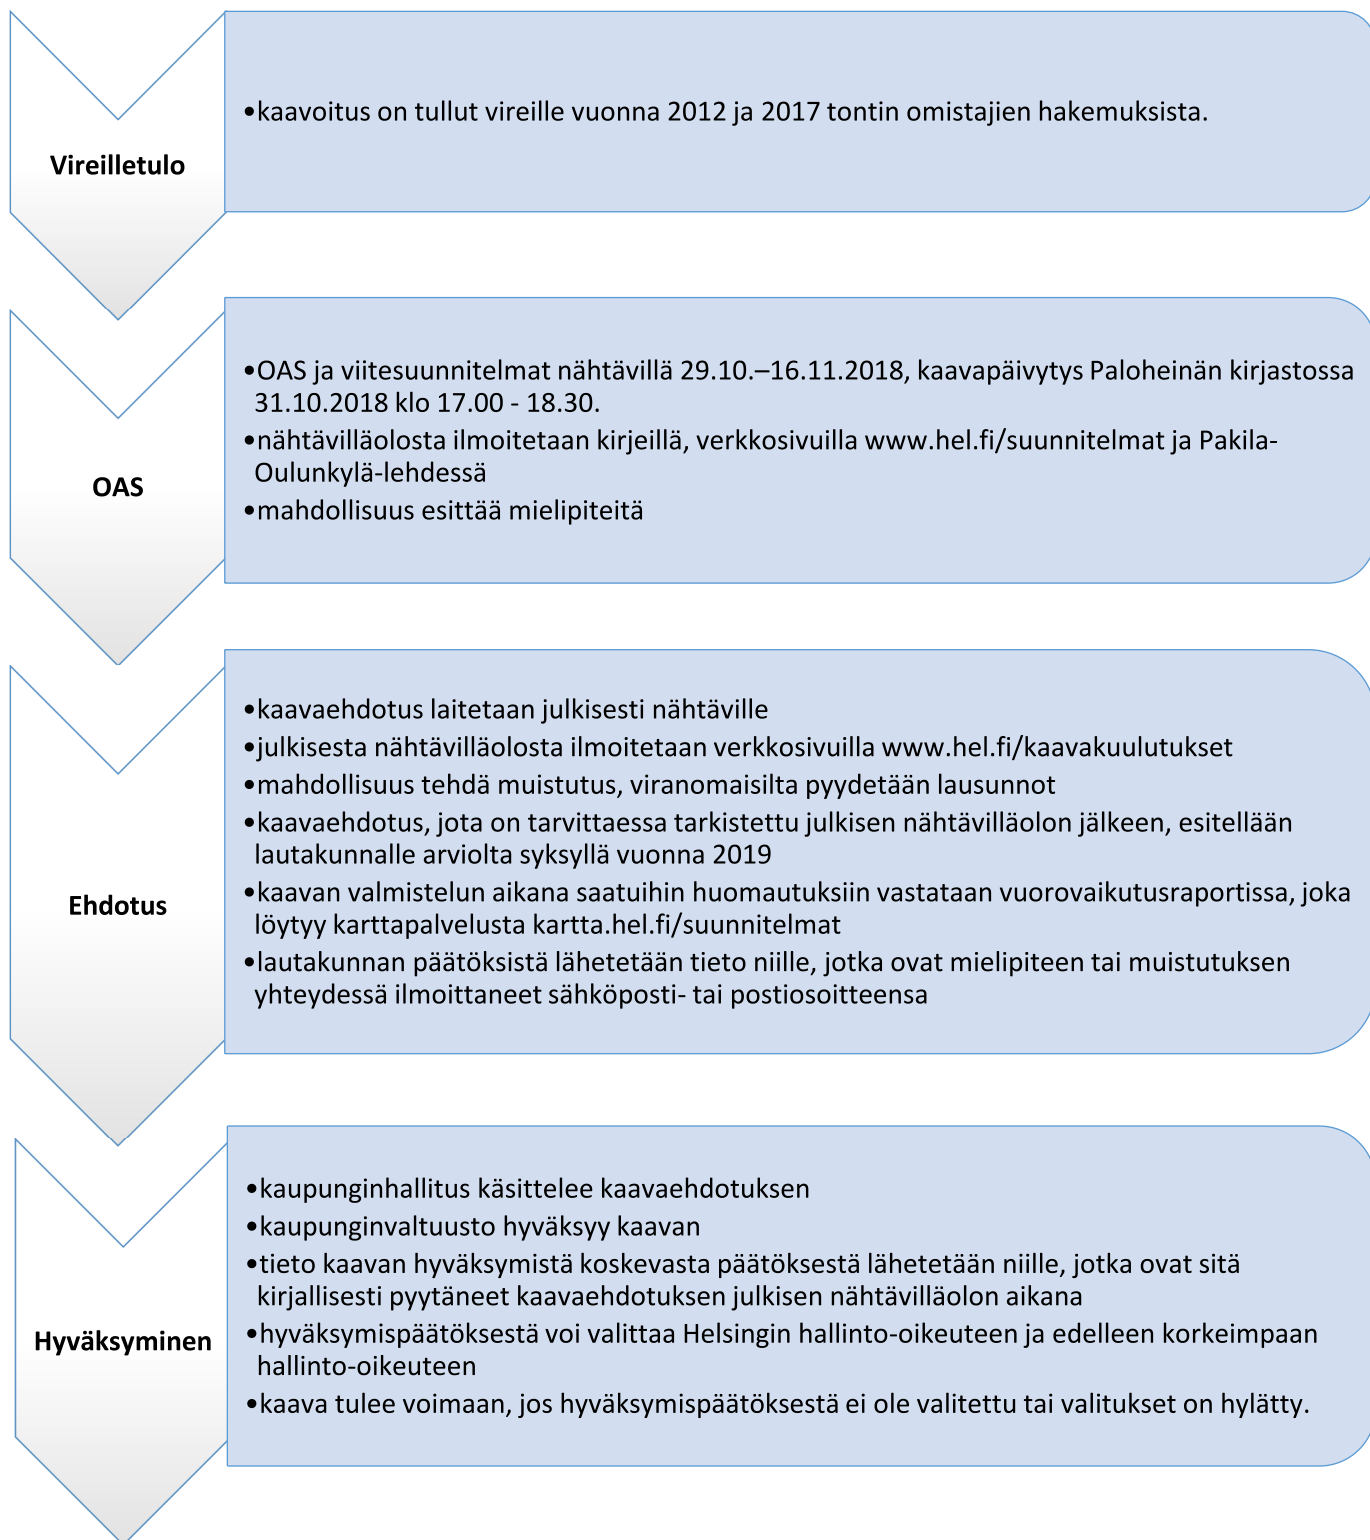 Vireilletulo
•kaavoitus on tullut vireille vuonna 2012 ja 2017 tontin omistajien hakemuksista.
OAS
•OAS ja viitesuunnitelmat nähtävillä 29.10.–16.11.2018, kaavapäivytys Paloheinän kirjastossa
31.10.2018 klo 17.00 - 18.30.
•nähtävilläolosta ilmoitetaan kirjeillä, verkkosivuilla www.hel.fi/suunnitelmat ja Pakila-
Oulunkylä-lehdessä
•mahdollisuus esittää mielipiteitä
Ehdotus
•kaavaehdotus laitetaan julkisesti nähtäville
•julkisesta nähtävilläolosta ilmoitetaan verkkosivuilla www.hel.fi/kaavakuulutukset
•mahdollisuus tehdä muistutus, viranomaisilta pyydetään lausunnot
•kaavaehdotus, jota on tarvittaessa tarkistettu julkisen nähtävilläolon jälkeen, esitellään
lautakunnalle arviolta syksyllä vuonna 2019
•kaavan valmistelun aikana saatuihin huomautuksiin vastataan vuorovaikutusraportissa, joka
löytyy karttapalvelusta kartta.hel.fi/suunnitelmat
•lautakunnan päätöksistä lähetetään tieto niille, jotka ovat mielipiteen tai muistutuksen
yhteydessä ilmoittaneet sähköposti- tai postiosoitteensa
Hyväksyminen
•kaupunginhallitus käsittelee kaavaehdotuksen
•kaupunginvaltuusto hyväksyy kaavan
•tieto kaavan hyväksymistä koskevasta päätöksestä lähetetään niille, jotka ovat sitä
kirjallisesti pyytäneet kaavaehdotuksen julkisen nähtävilläolon aikana
•hyväksymispäätöksestä voi valittaa Helsingin hallinto-oikeuteen ja edelleen korkeimpaan
hallinto-oikeuteen
•kaava tulee voimaan, jos hyväksymispäätöksestä ei ole valitettu tai valitukset on hylätty.